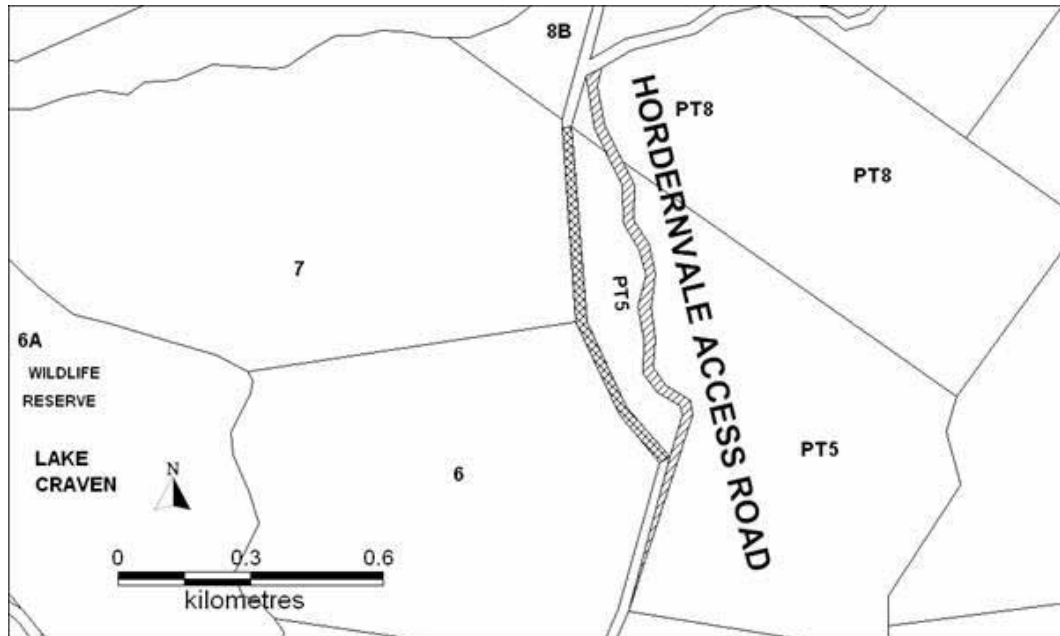 8B
PT8
PT8
HORDERNVALE ACCESS ROAD
7
PT5
6A
WILDLIFE
RESERVE
LAKE
CRAVEN
N
6
PT5
0 0.3 0.6
kilometres